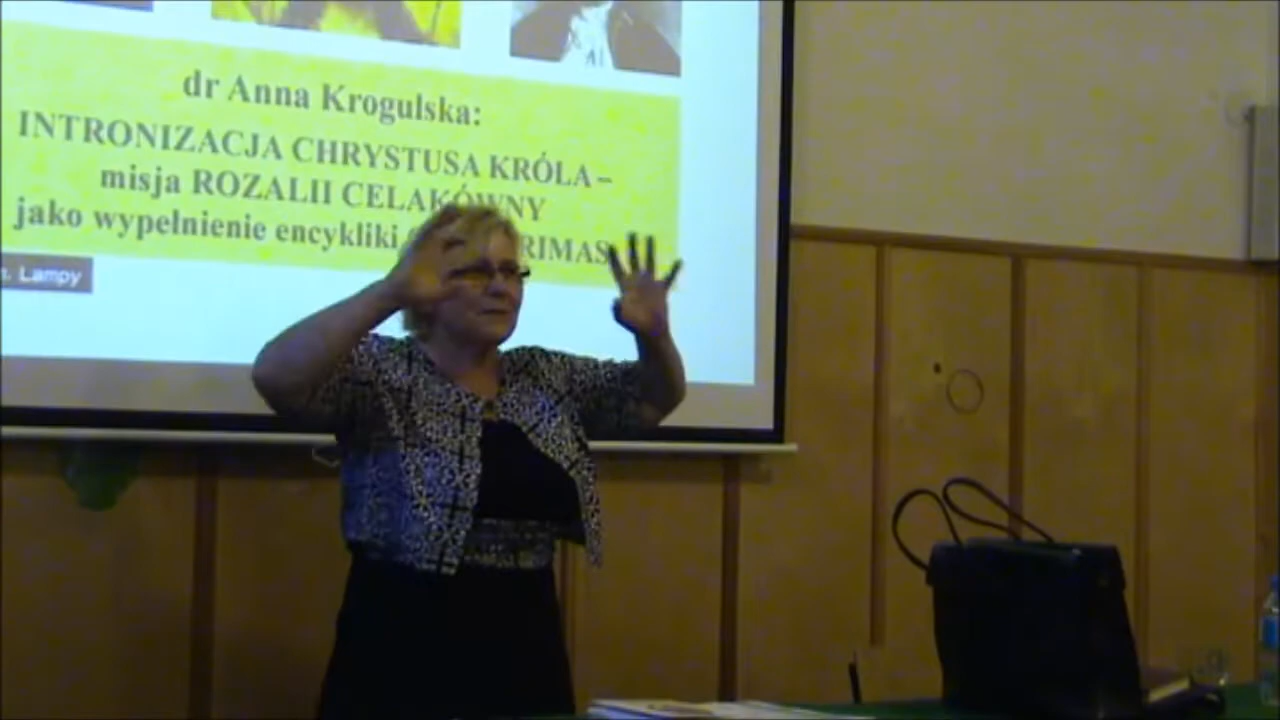 dr Anna Krogulska:
INTRONIZACJA CHRYSTUSA KRÓLA –
misja ROZALII CELAKÓWNY
jako wypełnienie encykliki
Lampy